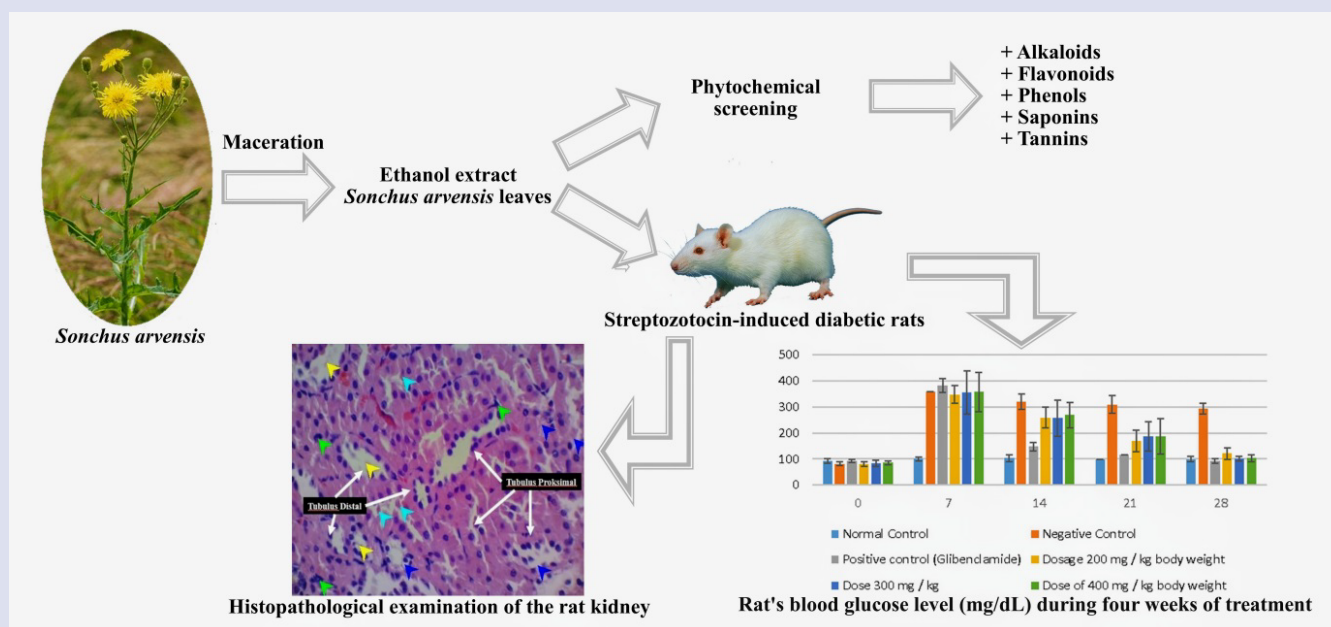 Sonchus arvensis
Maceration
Ethanol extract
Sonchus arvensis leaves
Phytochemical
screening
+ Alkaloids
+ Flavonoids
+ Phenols
+ Saponins
+ Tannins
Streptozotocin-induced diabetic rats
Tubulus Distal
Tubulus Proksimal
Histopathological examination of the rat kidney
500
400
300
200
100
0
0 7 14 21 28
Normal Control Negative Control
Positive control (Glibenclamide) Dosage 200 mg / kg body weight
Dose 300 mg / kg Dose of 400 mg / kg body weight
Rat's blood glucose level (mg/dL) during four weeks of treatment